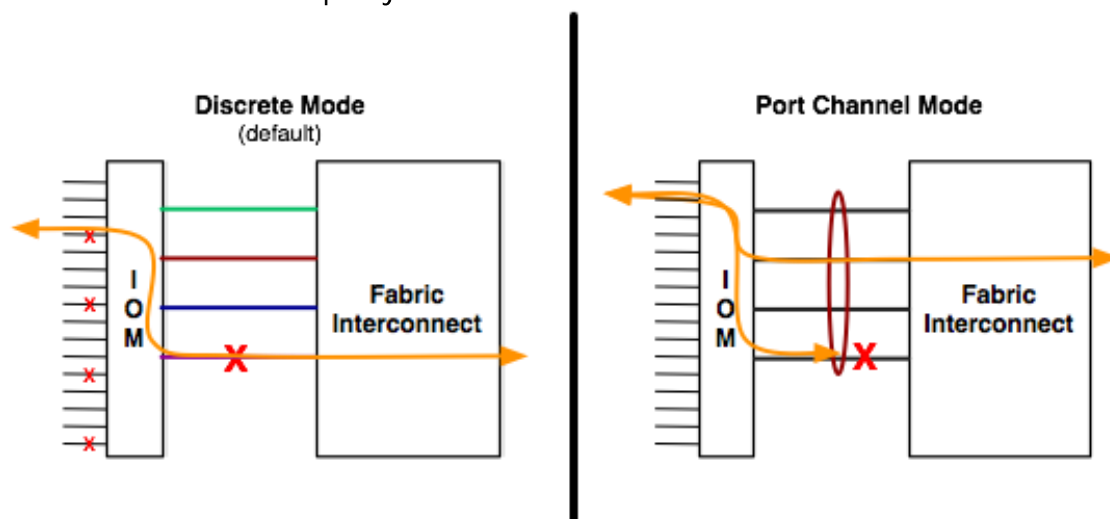 Discrete Mode
(default)
I
O
M
Fabric
Interconnect
X
X
X
X
X
Port Channel Mode
I
O
M
Fabric
Interconnect
X